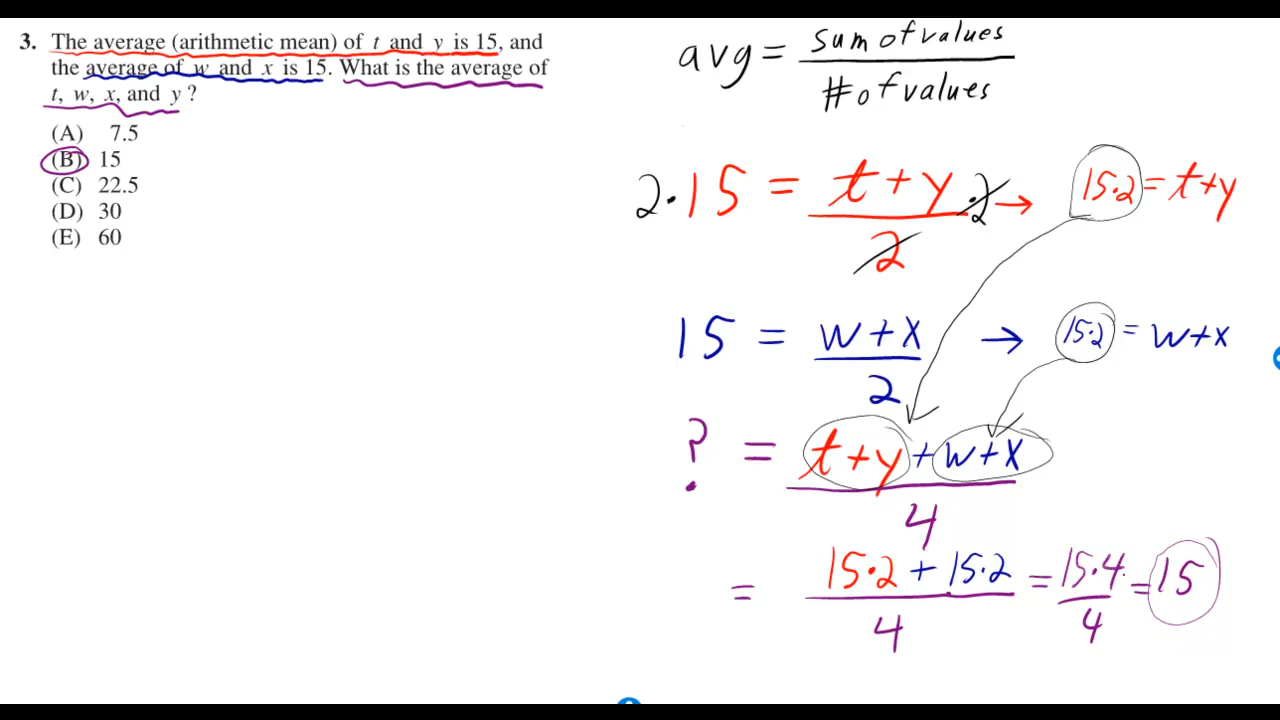 3. The average (arithmetic mean) of t and y is 15, and
the average of w and x is 15. What is the average of
t, w, x, and y?
(A) 7.5
(B) 15
(C) 22.5
(D) 30
(E) 60
avg = sum of values
# of values
2·15 = t+y ·2 → 15·2 = t+y
2
15 = w+x → 15·2 = w+x
2
? = t+y+w+x
4
= 15·2 + 15·2 = 15·4 = 15
4 4